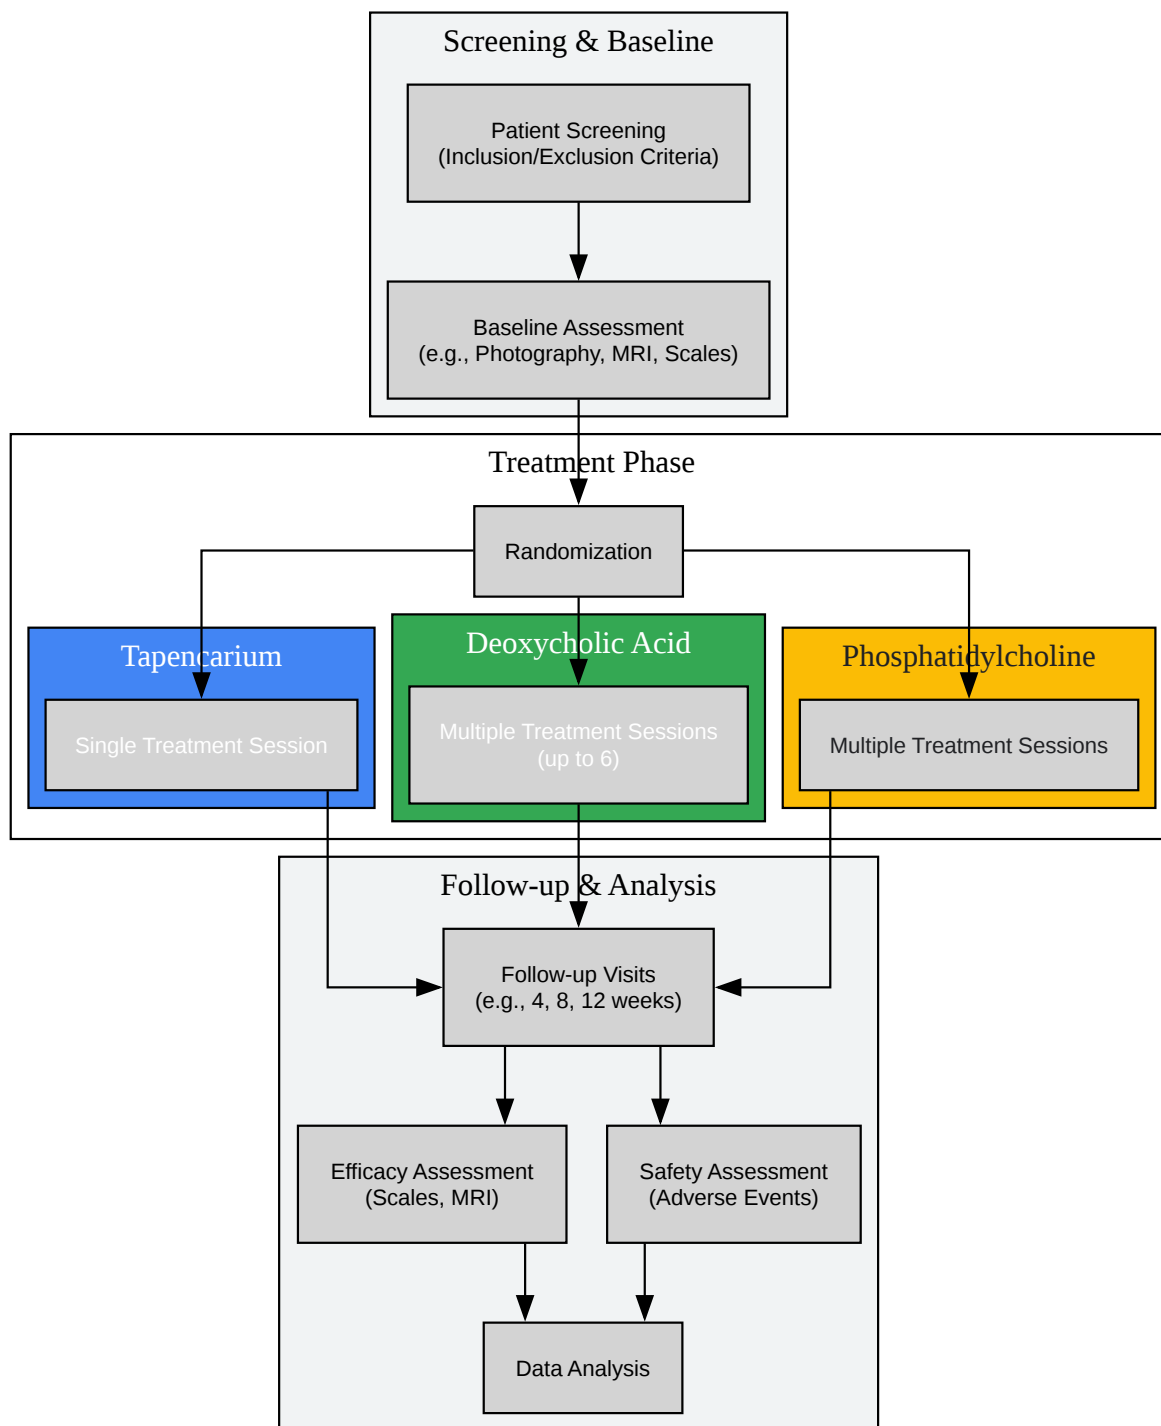 Screening & Baseline
Patient Screening
(Inclusion/Exclusion Criteria)
Baseline Assessment
(e.g., Photography, MRI, Scales)
Treatment Phase
Randomization
Tapencarium
Deoxycholic Acid
Phosphatidylcholine
Single Treatment Session
Multiple Treatment Sessions
(up to 6)
Multiple Treatment Sessions
Follow-up & Analysis
Follow-up Visits
(e.g., 4, 8, 12 weeks)
Efficacy Assessment
(Scales, MRI)
Safety Assessment
(Adverse Events)
Data Analysis